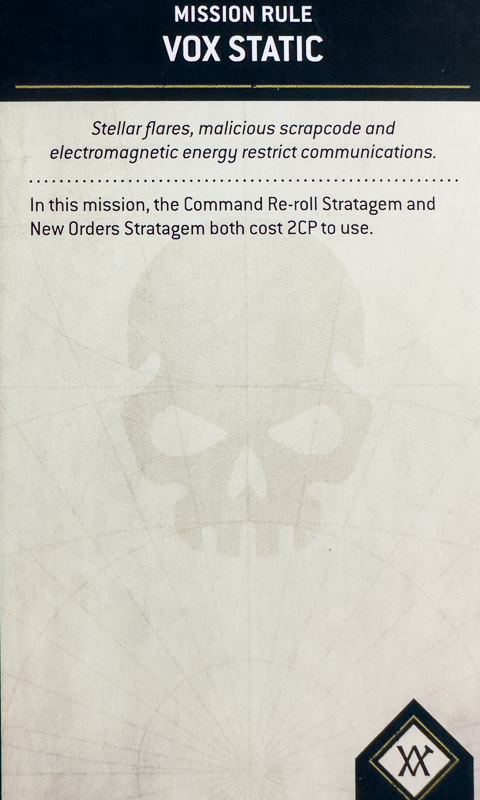 MISSION RULE
VOX STATIC
Stellar flares, malicious scrapcode and
electromagnetic energy restrict communications.
In this mission, the Command Re-roll Stratagem and
New Orders Stratagem both cost 2CP to use.